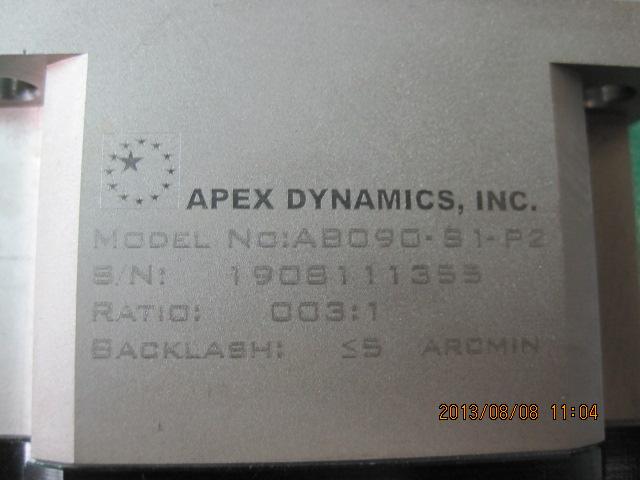 APEX DYNAMICS, INC.
MODEL NO:AB090-S1-P2
S/N: 1908111355
RATIO: 003:1
BACKLASH: ≤5 ARCMIN
2013/08/08 11:04